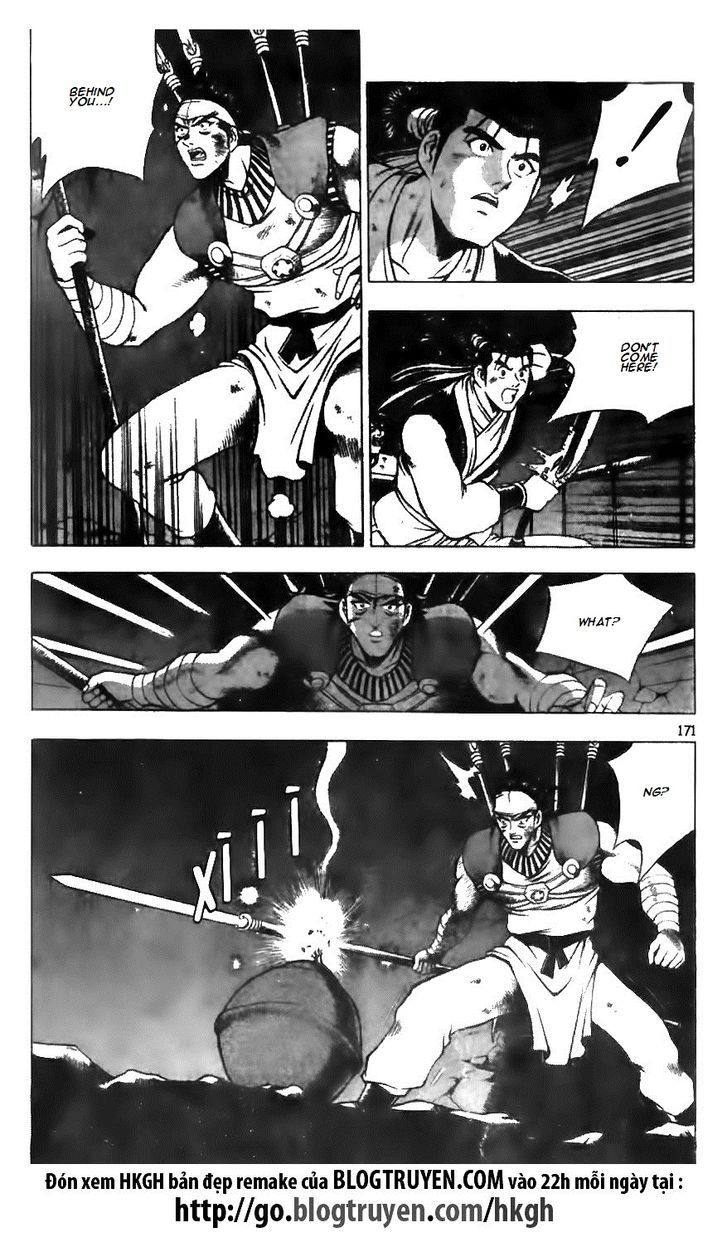 BEHIND
YOU...!
!
DON'T
COME
HERE!
WHAT?
171
NG?
XÌÌÌ
Đón xem HKGH bản đẹp remake của BLOGTRUYEN.COM vào 22h mỗi ngày tại :
http://go.blogtruyen.com/hkgh